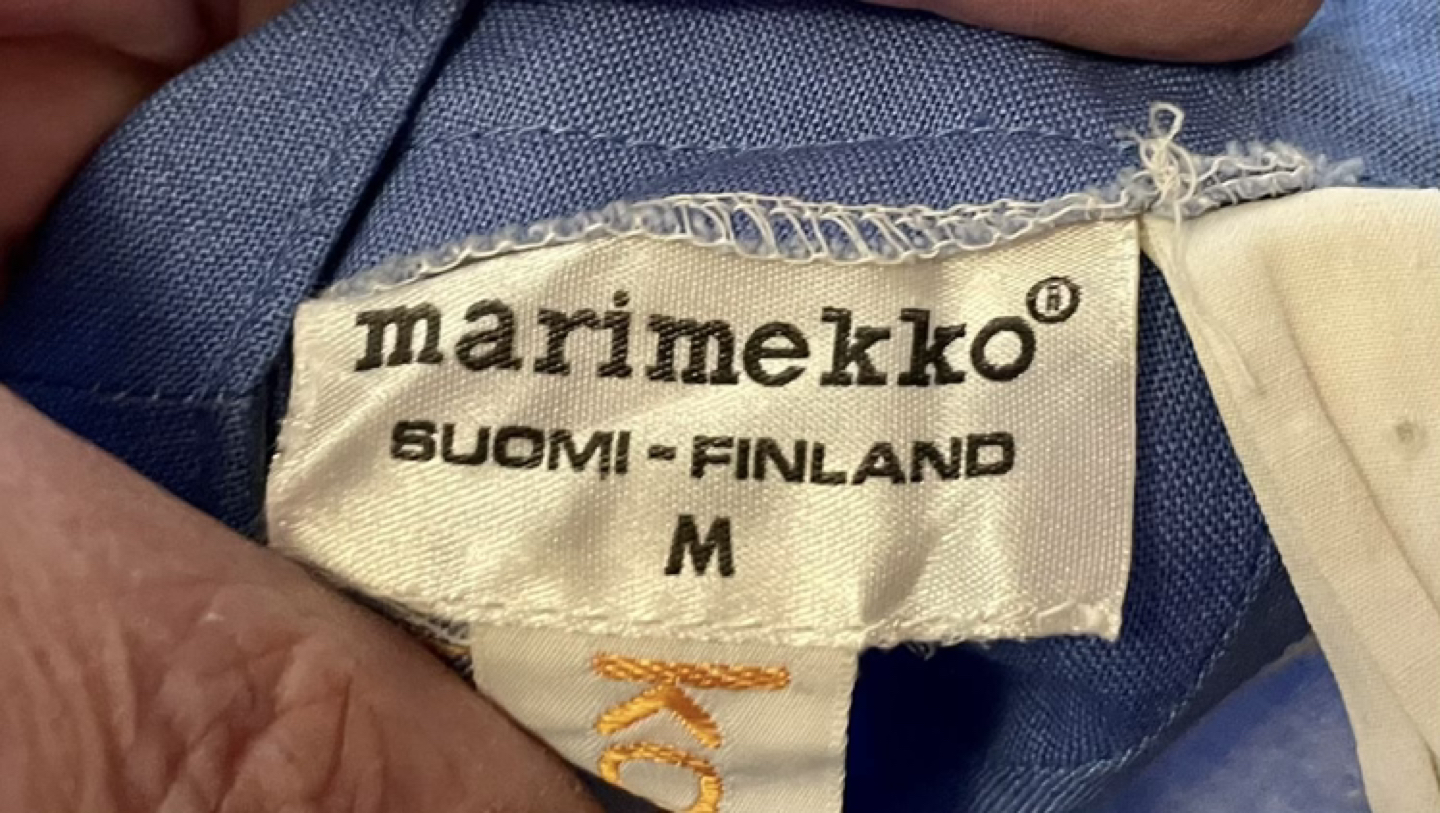 marimekko®
SUOMI - FINLAND
M